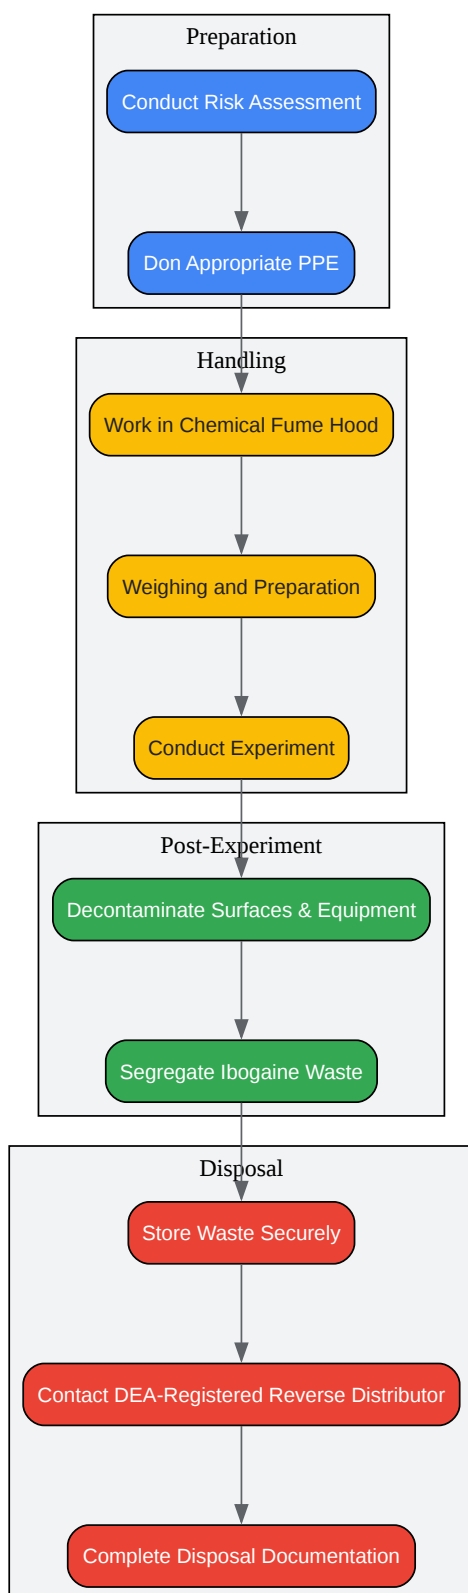 Preparation
Conduct Risk Assessment
Don Appropriate PPE
Handling
Work in Chemical Fume Hood
Weighing and Preparation
Conduct Experiment
Post-Experiment
Decontaminate Surfaces & Equipment
Segregate Ibogaine Waste
Disposal
Store Waste Securely
Contact DEA-Registered Reverse Distributor
Complete Disposal Documentation